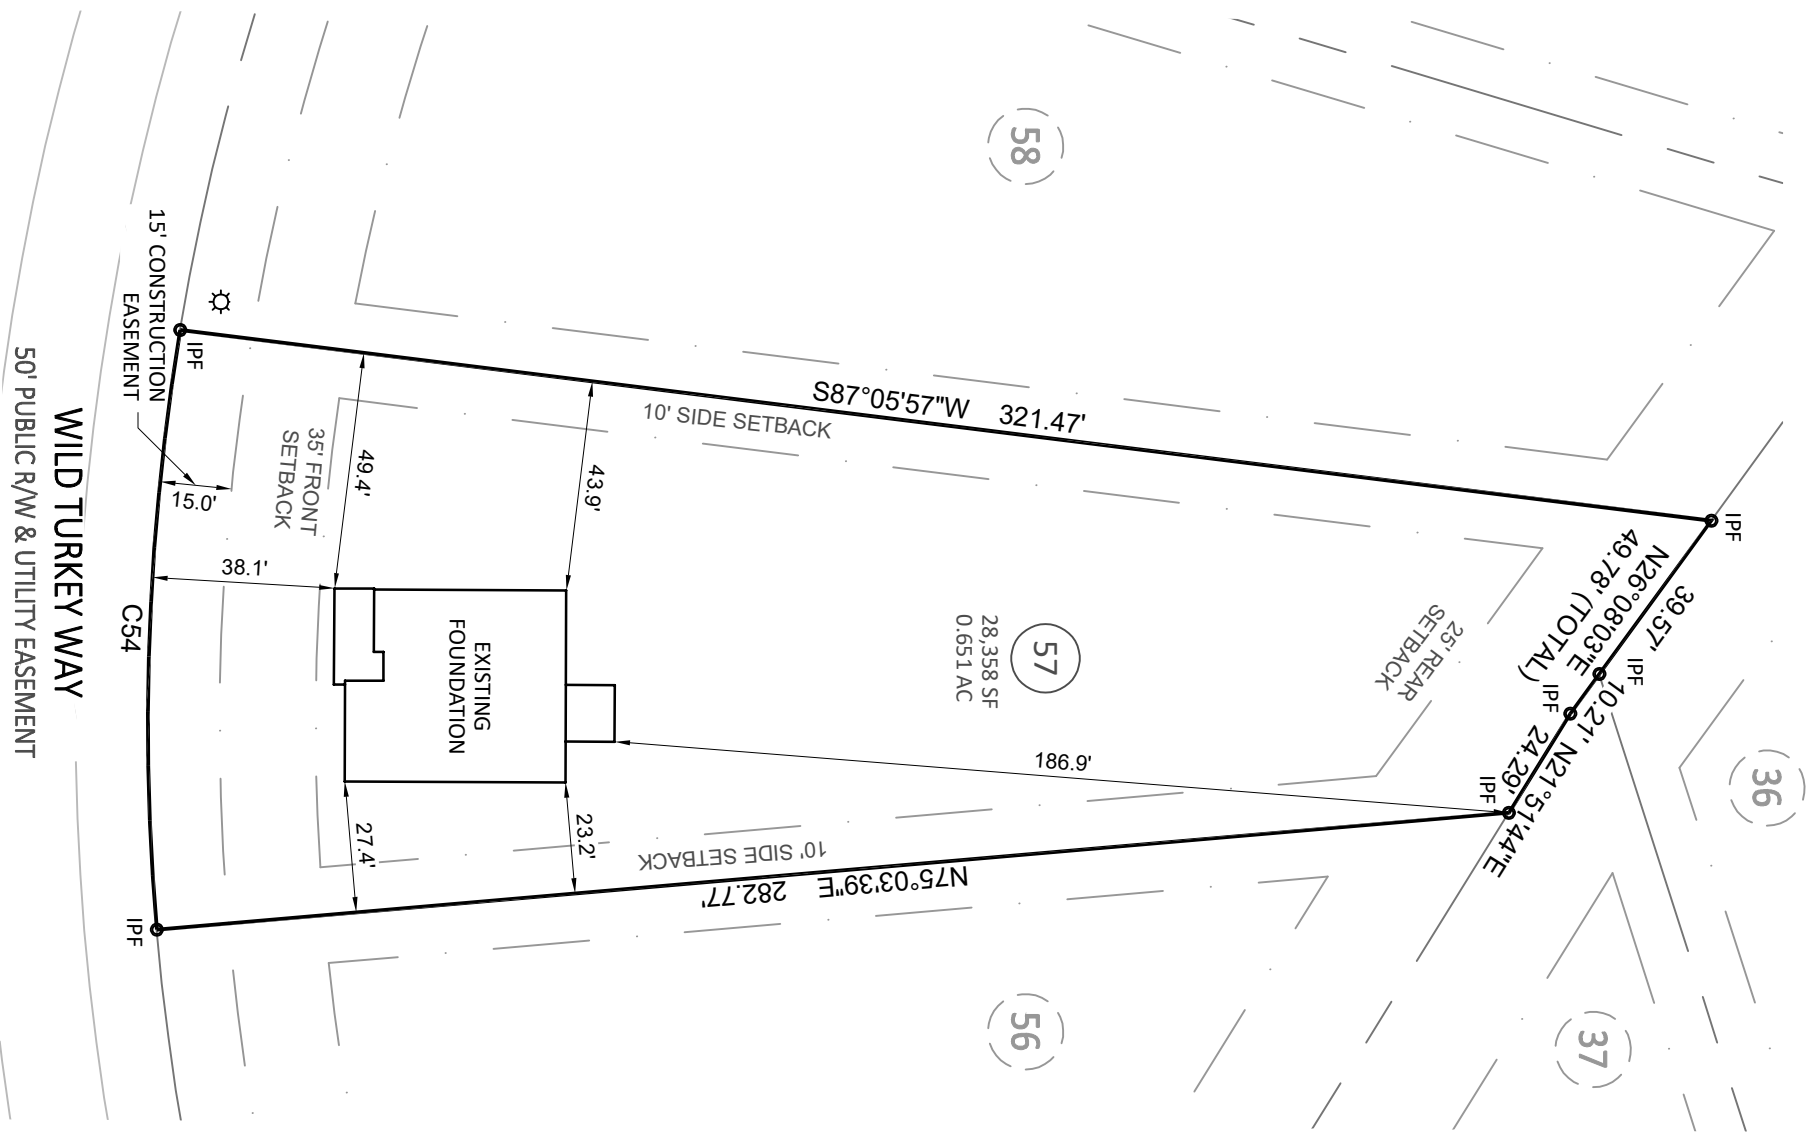 58
15' CONSTRUCTION
EASEMENT
IPF
S87°05'57"W 321.47'
10' SIDE SETBACK
35' FRONT
SETBACK
49.4'
43.9'
15.0'
38.1'
IPF
N26°08'03"E
49.78' (TOTAL)
39.57'
IPF
10.21'
IPF
N21°51'44"E
24.29'
IPF
25' REAR
SETBACK
57
28,358 SF
0.651 AC
EXISTING
FOUNDATION
186.9'
27.4'
23.2'
10' SIDE SETBACK
N75°03'39"E 282.77'
IPF
C54
WILD TURKEY WAY
50' PUBLIC R/W & UTILITY EASEMENT
36
37
56